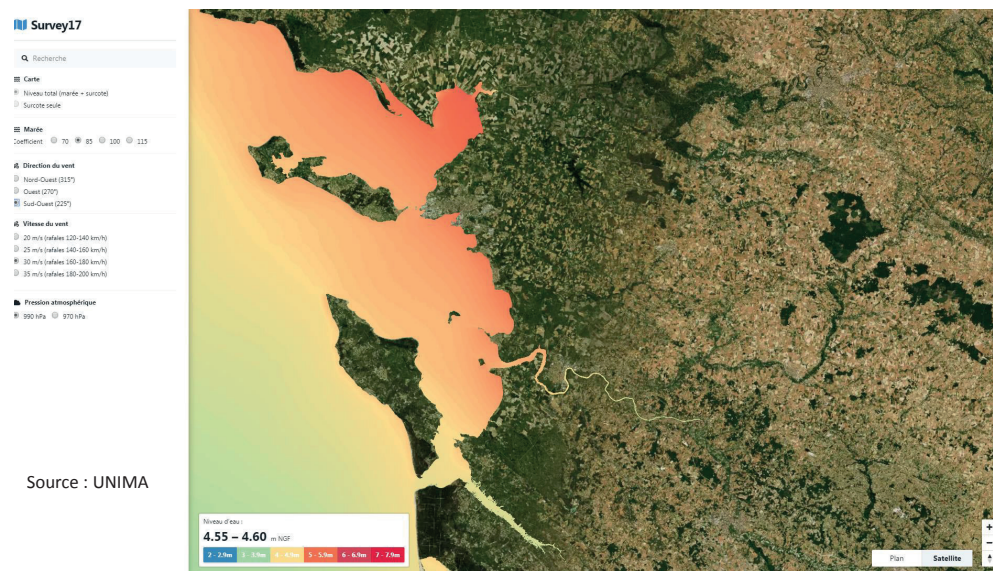 Survey17
Recherche
Carte
Niveau total (marée + surcote)
Surcote seule
Marée
Coefficient 70 85 100 115
Direction du vent
Nord-Ouest (315°)
Ouest (270°)
Sud-Ouest (225°)
Vitesse du vent
20 m/s (rafales 120-140 km/h)
25 m/s (rafales 140-160 km/h)
30 m/s (rafales 160-180 km/h)
35 m/s (rafales 180-200 km/h)
Pression atmosphérique
990 hPa 970 hPa
Source : UNIMA
Niveau d'eau :
4.55 – 4.60 m NGF
2 - 2.9m 3 - 3.9m 4 - 4.9m 5 - 5.9m 6 - 6.9m 7 - 7.9m
+
−
Plan Satellite